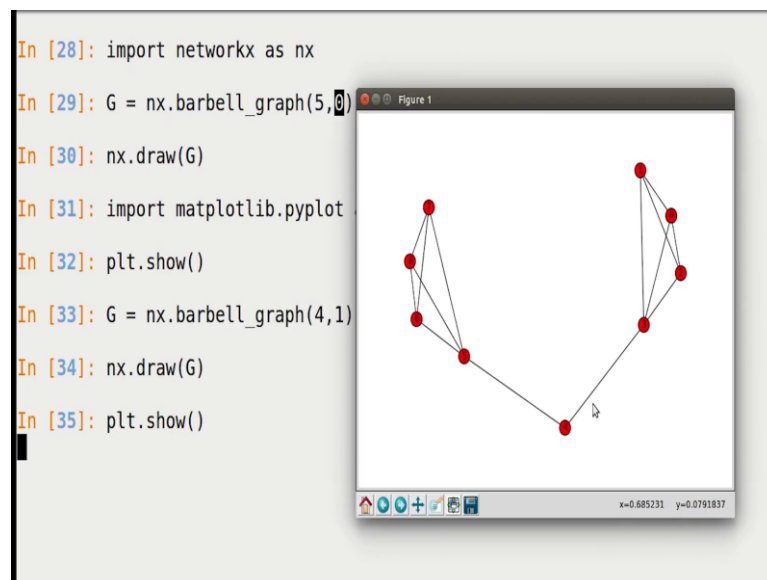 In [28]: import networkx as nx
In [29]: G = nx.barbell_graph(5,0)
Figure 1
In [30]: nx.draw(G)
In [31]: import matplotlib.pyplot
In [32]: plt.show()
In [33]: G = nx.barbell_graph(4,1)
In [34]: nx.draw(G)
In [35]: plt.show()
x=0.685231 y=0.0791837